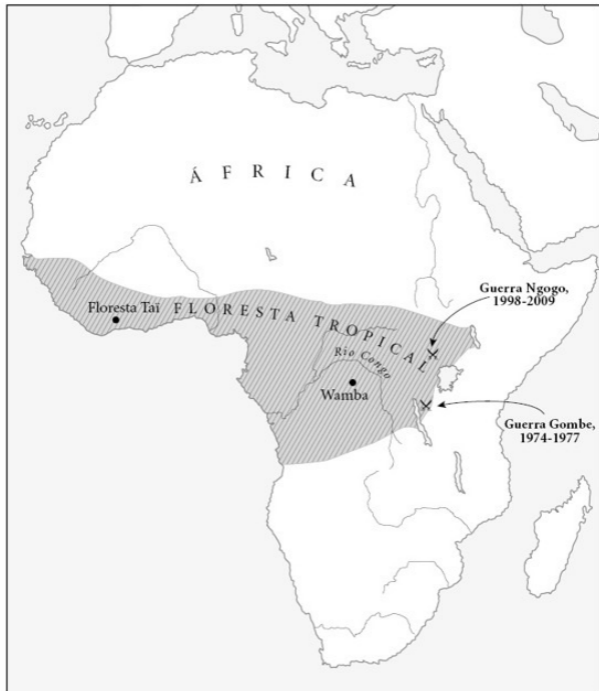 ÁFRICA
Guerra Ngogo,
1998-2009
Floresta Taï
FLORESTA TROPICAL
Rio Congo
Wamba
Guerra Gombe,
1974-1977